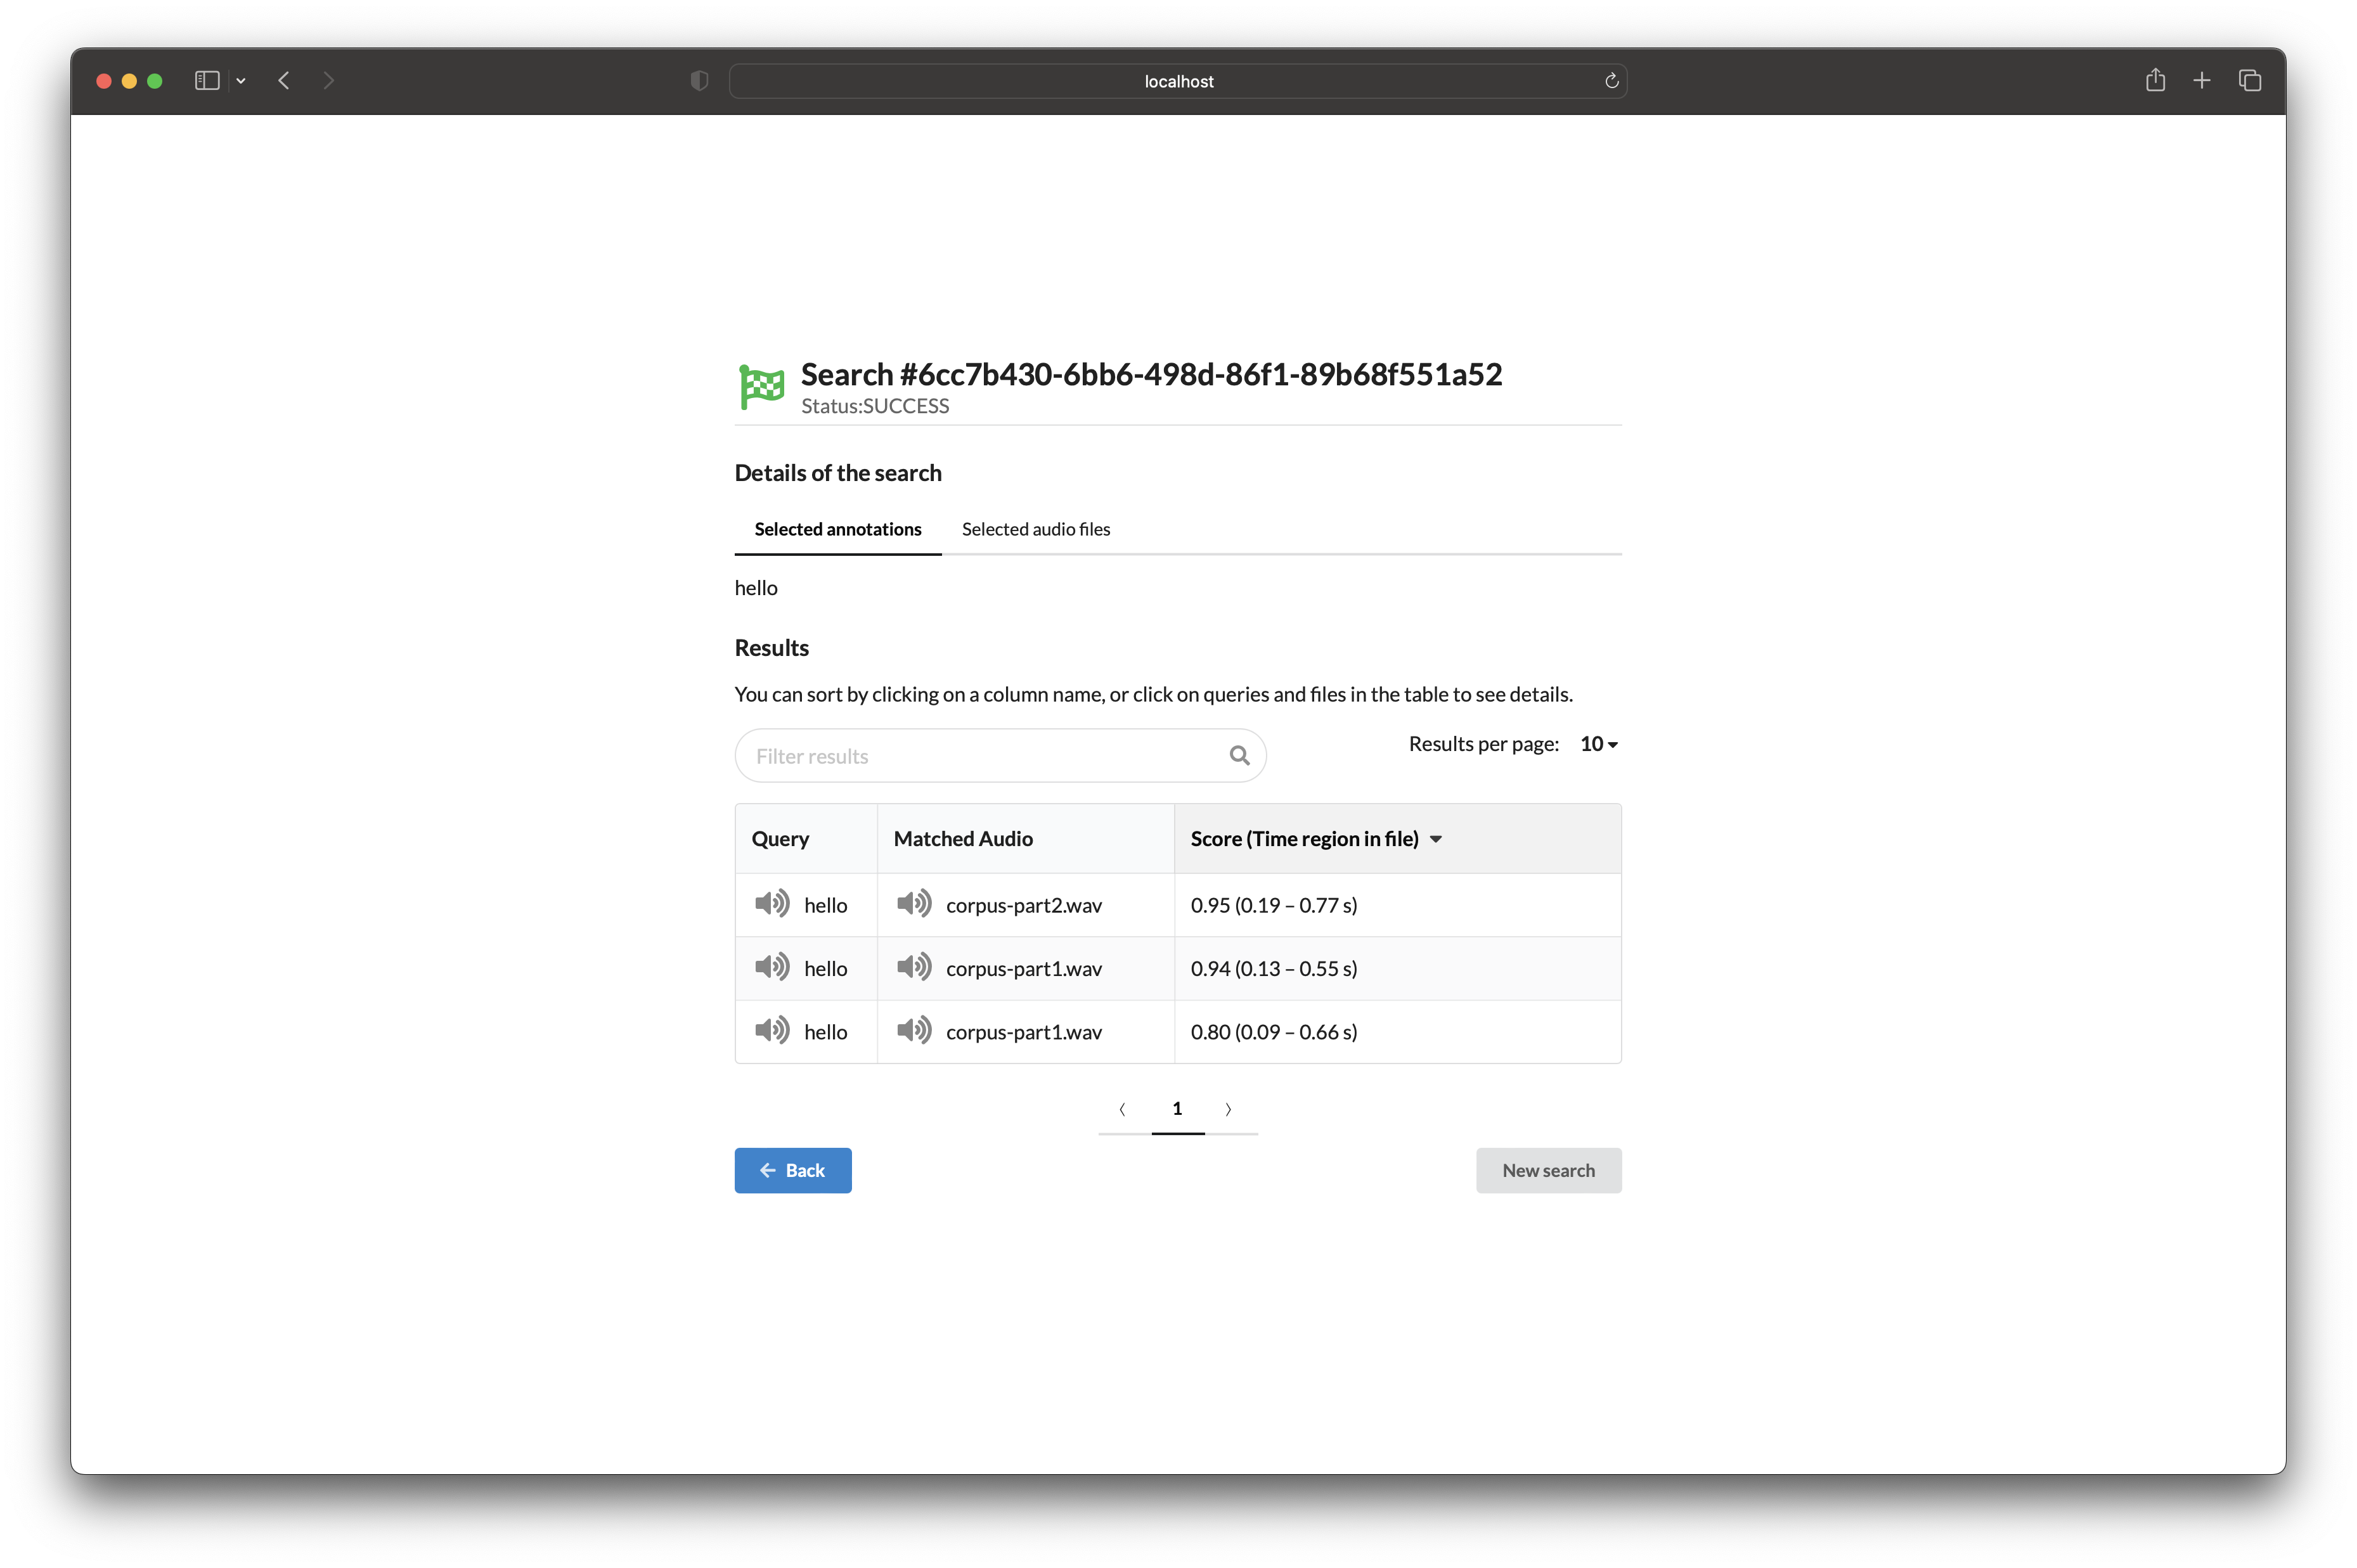 localhost
Search #6cc7b430-6bb6-498d-86f1-89b68f551a52
Status:SUCCESS
Details of the search
Selected annotations Selected audio files
hello
Results
You can sort by clicking on a column name, or click on queries and files in the table to see details.
Filter results Results per page: 10
Query Matched Audio Score (Time region in file)
hello corpus-part2.wav 0.95 (0.19 – 0.77 s)
hello corpus-part1.wav 0.94 (0.13 – 0.55 s)
hello corpus-part1.wav 0.80 (0.09 – 0.66 s)
⟨ 1 ⟩
Back New search